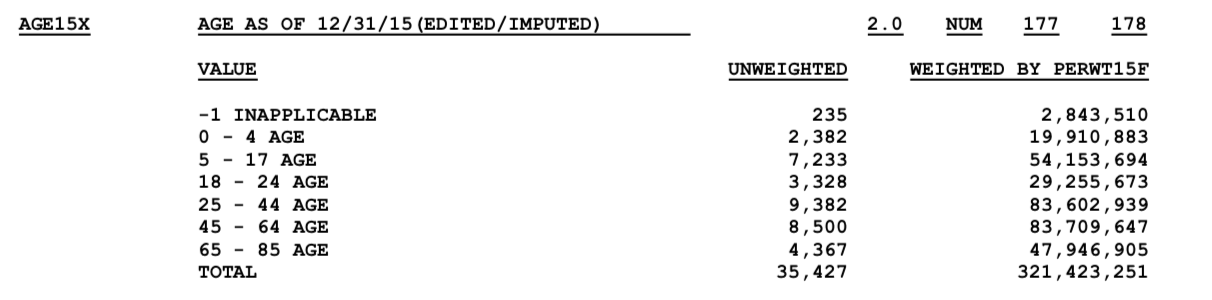 AGE15X AGE AS OF 12/31/15(EDITED/IMPUTED) 2.0 NUM 177 178
VALUE UNWEIGHTED WEIGHTED BY PERWT15F
-1 INAPPLICABLE 235 2,843,510
0 - 4 AGE 2,382 19,910,883
5 - 17 AGE 7,233 54,153,694
18 - 24 AGE 3,328 29,255,673
25 - 44 AGE 9,382 83,602,939
45 - 64 AGE 8,500 83,709,647
65 - 85 AGE 4,367 47,946,905
TOTAL 35,427 321,423,251